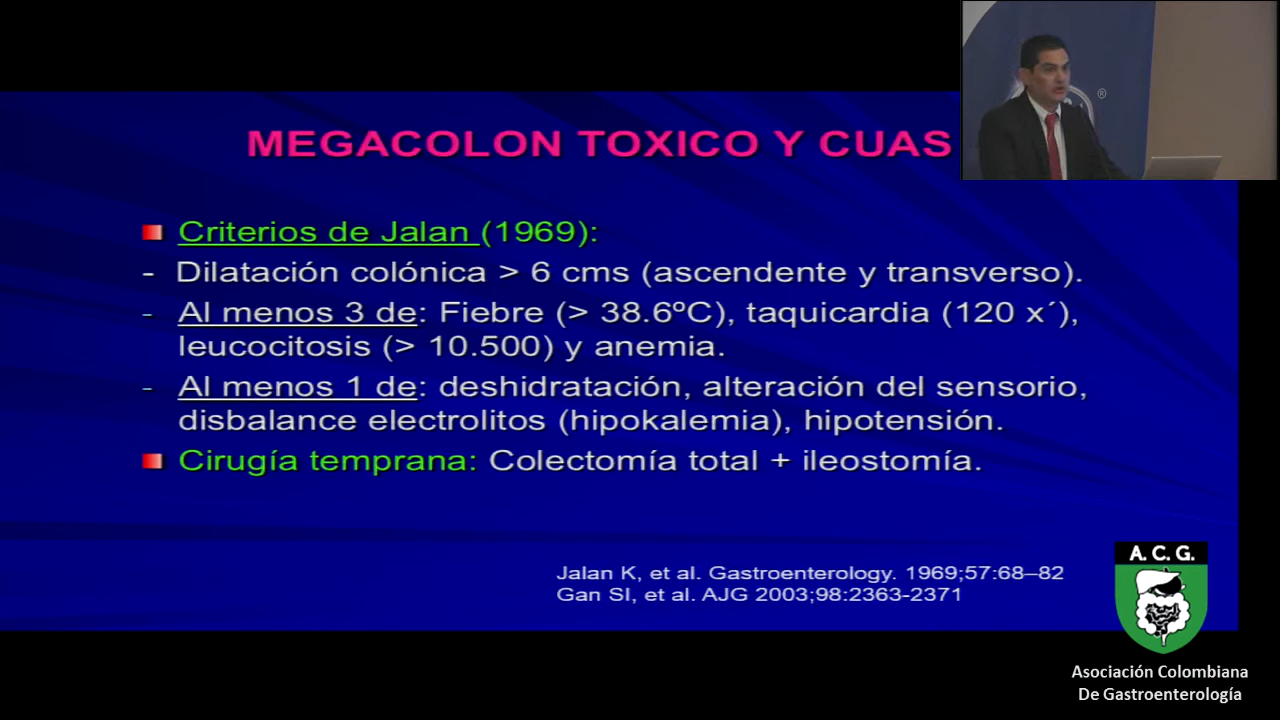 MEGACOLON TOXICO Y CUAS
Criterios de Jalan (1969):
- Dilatación colónica > 6 cms (ascendente y transverso).
- Al menos 3 de: Fiebre (> 38.6ºC), taquicardia (120 x´),
leucocitosis (> 10.500) y anemia.
- Al menos 1 de: deshidratación, alteración del sensorio,
disbalance electrolitos (hipokalemia), hipotensión.
Cirugía temprana: Colectomía total + ileostomía.
Jalan K, et al. Gastroenterology. 1969;57:68–82
Gan SI, et al. AJG 2003;98:2363-2371
®
A. C. G.
Asociación Colombiana
De Gastroenterología